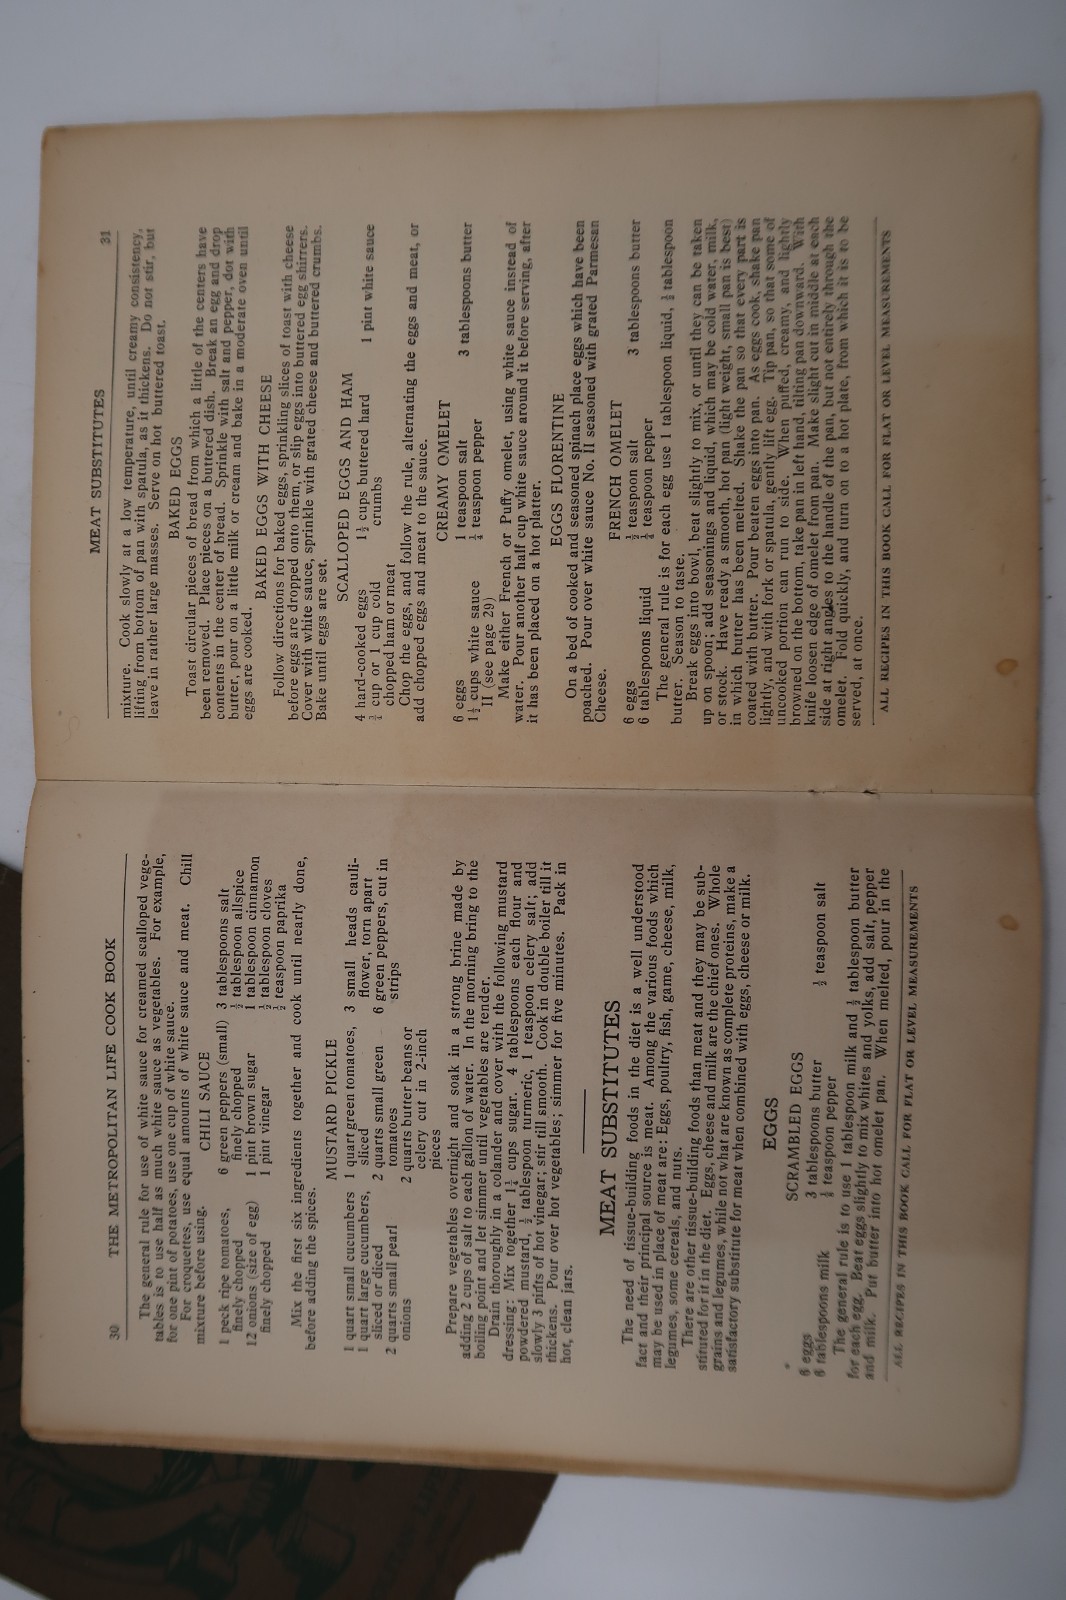 30 THE METROPOLITAN LIFE COOK BOOK
The general rule for use of white sauce for creamed scalloped vege-
tables is to use half as much white sauce as vegetables. For example,
for one pint of potatoes, use one cup of white sauce.
For croquettes, use equal amounts of white sauce and meat. Chill
mixture before using.
CHILI SAUCE
1 peck ripe tomatoes, 6 green peppers (small) 3 tablespoons salt
finely chopped finely chopped ½ tablespoon allspice
12 onions (size of egg) 1 pint brown sugar 1 tablespoon cinnamon
finely chopped 1 pint vinegar ½ tablespoon cloves
½ teaspoon paprika
Mix the first six ingredients together and cook until nearly done,
before adding the spices.
MUSTARD PICKLE
1 quart small cucumbers 1 quart green tomatoes, 3 small heads cauli-
1 quart large cucumbers, sliced flower, torn apart
sliced or diced 2 quarts small green 6 green peppers, cut in
2 quarts small pearl tomatoes strips
onions 2 quarts butter beans or
celery cut in 2-inch
pieces
Prepare vegetables overnight and soak in a strong brine made by
adding 2 cups of salt to each gallon of water. In the morning bring to the
boiling point and let simmer until vegetables are tender.
Drain thoroughly in a colander and cover with the following mustard
dressing: Mix together 1¼ cups sugar. 4 tablespoons each flour and
powdered mustard, ½ tablespoon turmeric, 1 teaspoon celery salt; add
slowly 3 pints of hot vinegar; stir till smooth. Cook in double boiler till it
thickens. Pour over hot vegetables; simmer for five minutes. Pack in
hot, clean jars.
MEAT SUBSTITUTES
The need of tissue-building foods in the diet is a well understood
fact and their principal source is meat. Among the various foods which
may be used in place of meat are: Eggs, poultry, fish, game, cheese, milk,
legumes, some cereals, and nuts.
There are other tissue-building foods than meat and they may be sub-
stituted for it in the diet. Eggs, cheese and milk are the chief ones. Whole
grains and legumes, while not what are known as complete proteins, make a
satisfactory substitute for meat when combined with eggs, cheese or milk.
EGGS
SCRAMBLED EGGS
6 eggs 3 tablespoons butter ½ teaspoon salt
6 tablespoons milk ⅛ teaspoon pepper
The general rule is to use 1 tablespoon milk and ½ tablespoon butter
for each egg. Beat eggs slightly to mix whites and yolks, add salt, pepper
and milk. Put butter into hot omelet pan. When melted, pour in the
ALL RECIPES IN THIS BOOK CALL FOR FLAT OR LEVEL MEASUREMENTS
MEAT SUBSTITUTES 31
mixture. Cook slowly at a low temperature, until creamy consistency,
lifting from bottom of pan with spatula, as it thickens. Do not stir, but
leave in rather large masses. Serve on hot buttered toast.
BAKED EGGS
Toast circular pieces of bread from which a little of the centers have
been removed. Place pieces on a buttered dish. Break an egg and drop
contents in the center of bread. Sprinkle with salt and pepper, dot with
butter, pour on a little milk or cream and bake in a moderate oven until
eggs are cooked.
BAKED EGGS WITH CHEESE
Follow directions for baked eggs, sprinkling slices of toast with cheese
before eggs are dropped onto them, or slip eggs into buttered egg shirrers.
Cover with white sauce, sprinkle with grated cheese and buttered crumbs.
Bake until eggs are set.
SCALLOPED EGGS AND HAM
4 hard-cooked eggs 1½ cups buttered hard 1 pint white sauce
¾ cup or 1 cup cold crumbs
chopped ham or meat
Chop the eggs, and follow the rule, alternating the eggs and meat, or
add chopped eggs and meat to the sauce.
CREAMY OMELET
6 eggs 1 teaspoon salt 3 tablespoons butter
1½ cups white sauce ¼ teaspoon pepper
II (see page 29)
Make either French or Puffy omelet, using white sauce instead of
water. Pour another half cup white sauce around it before serving, after
it has been placed on a hot platter.
EGGS FLORENTINE
On a bed of cooked and seasoned spinach place eggs which have been
poached. Pour over white sauce No. II seasoned with grated Parmesan
Cheese.
FRENCH OMELET
6 eggs ½ teaspoon salt 3 tablespoons butter
6 tablespoons liquid ¼ teaspoon pepper
The general rule is for each egg use 1 tablespoon liquid, ½ tablespoon
butter. Season to taste.
Break eggs into bowl, beat slightly to mix, or until they can be taken
up on spoon; add seasonings and liquid, which may be cold water, milk,
or stock. Have ready a smooth, hot pan (light weight, small pan is best)
in which butter has been melted. Shake the pan so that every part is
coated with butter. Pour beaten eggs into pan. As eggs cook, shake pan
lightly, and with fork or spatula, gently lift egg. Tip pan, so that some of
uncooked portion can run to side. When puffed, creamy, and lightly
browned on the bottom, take pan in left hand, tilting pan downward. With
knife loosen edge of omelet from pan. Make slight cut in middle at each
side at right angles to the handle of the pan, but not entirely through the
omelet. Fold quickly, and turn on to a hot plate, from which it is to be
served, at once.
ALL RECIPES IN THIS BOOK CALL FOR FLAT OR LEVEL MEASUREMENTS